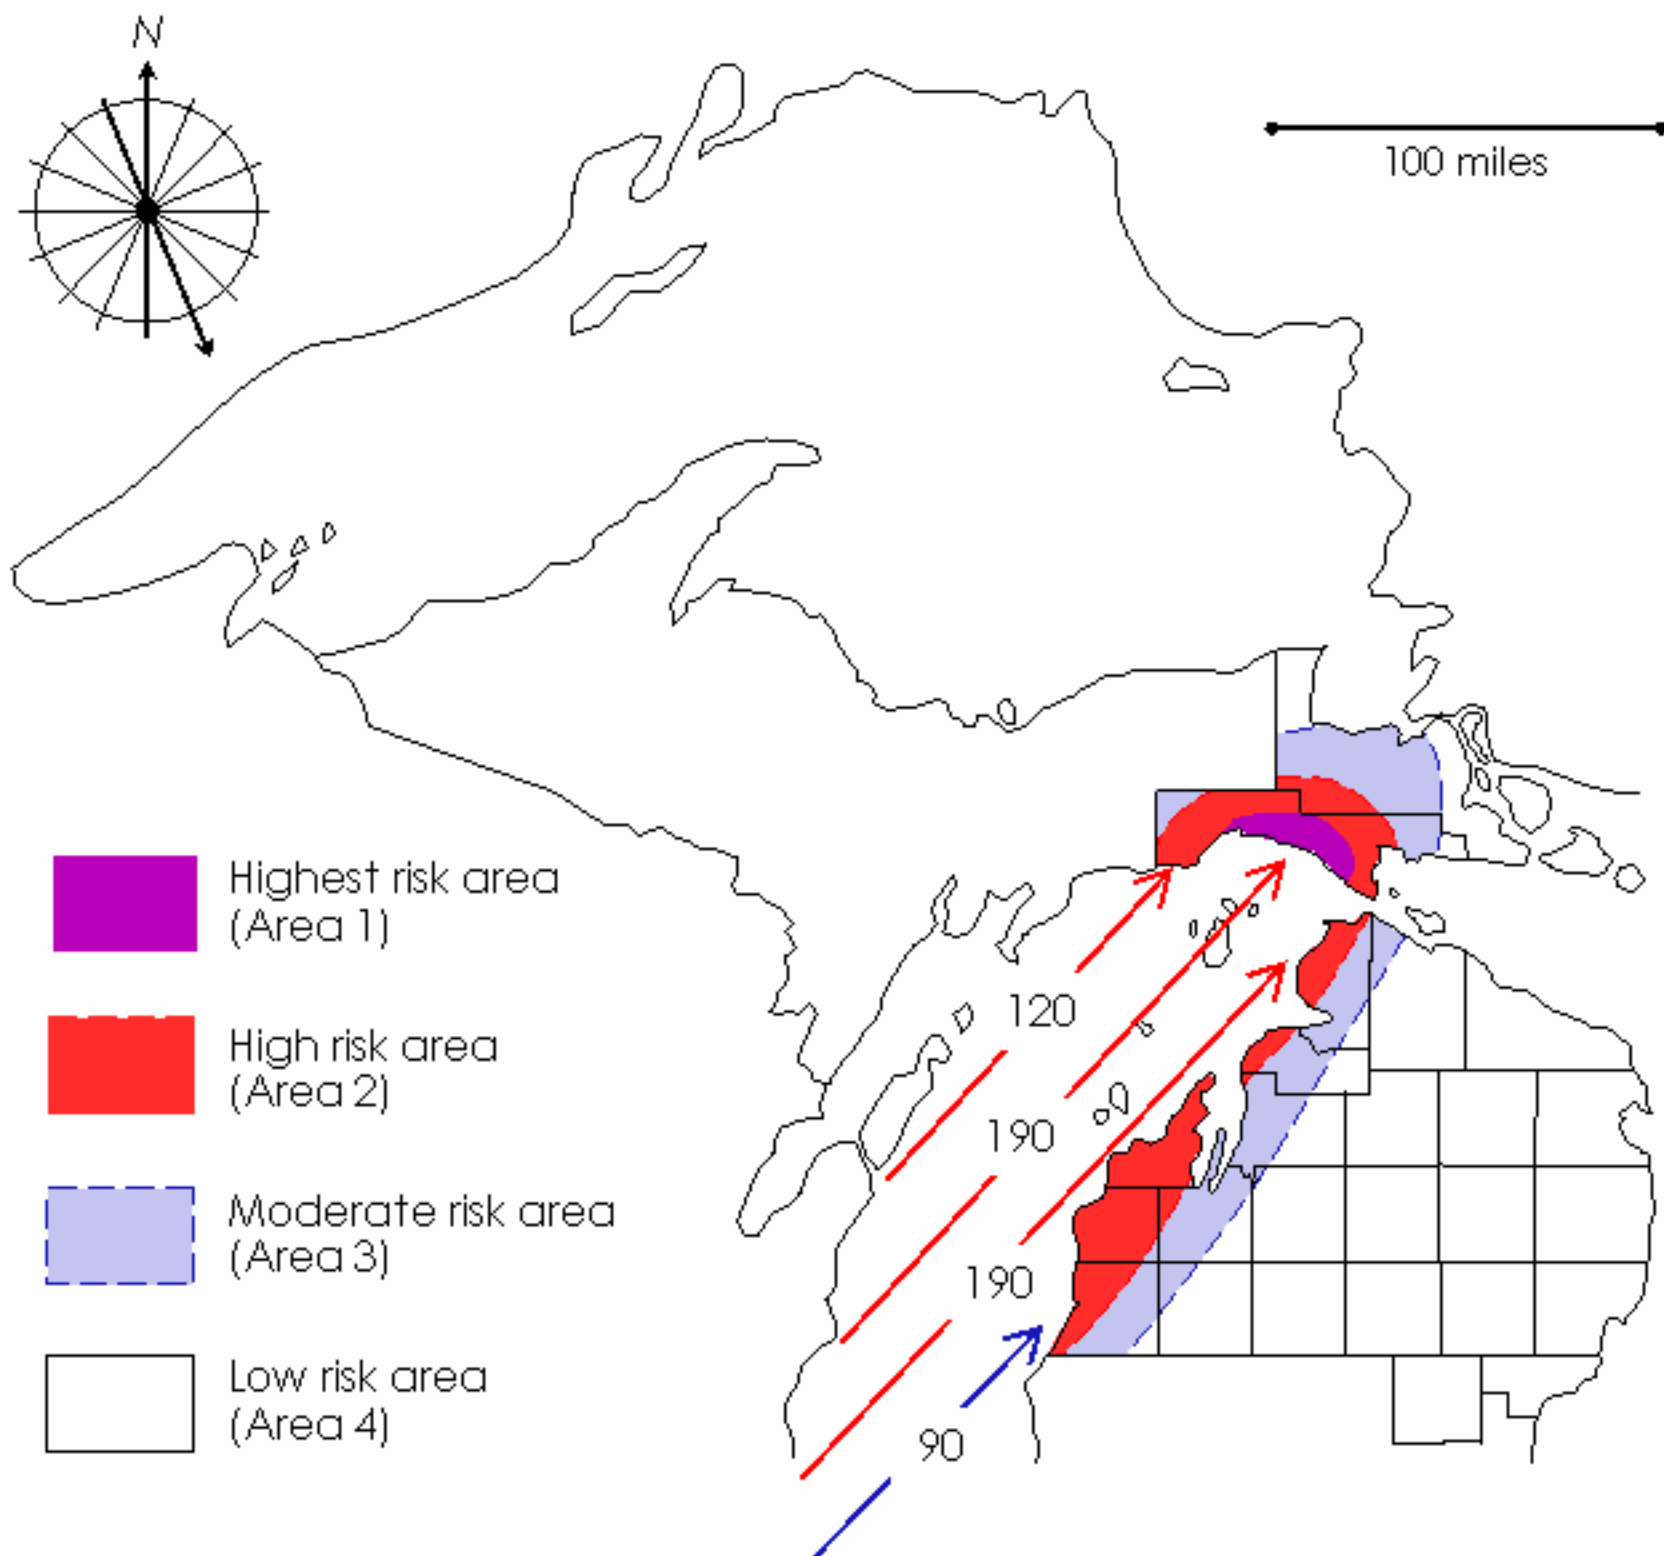 N
100 miles
Highest risk area
(Area 1)
High risk area
(Area 2)
Moderate risk area
(Area 3)
Low risk area
(Area 4)
120
190
190
90